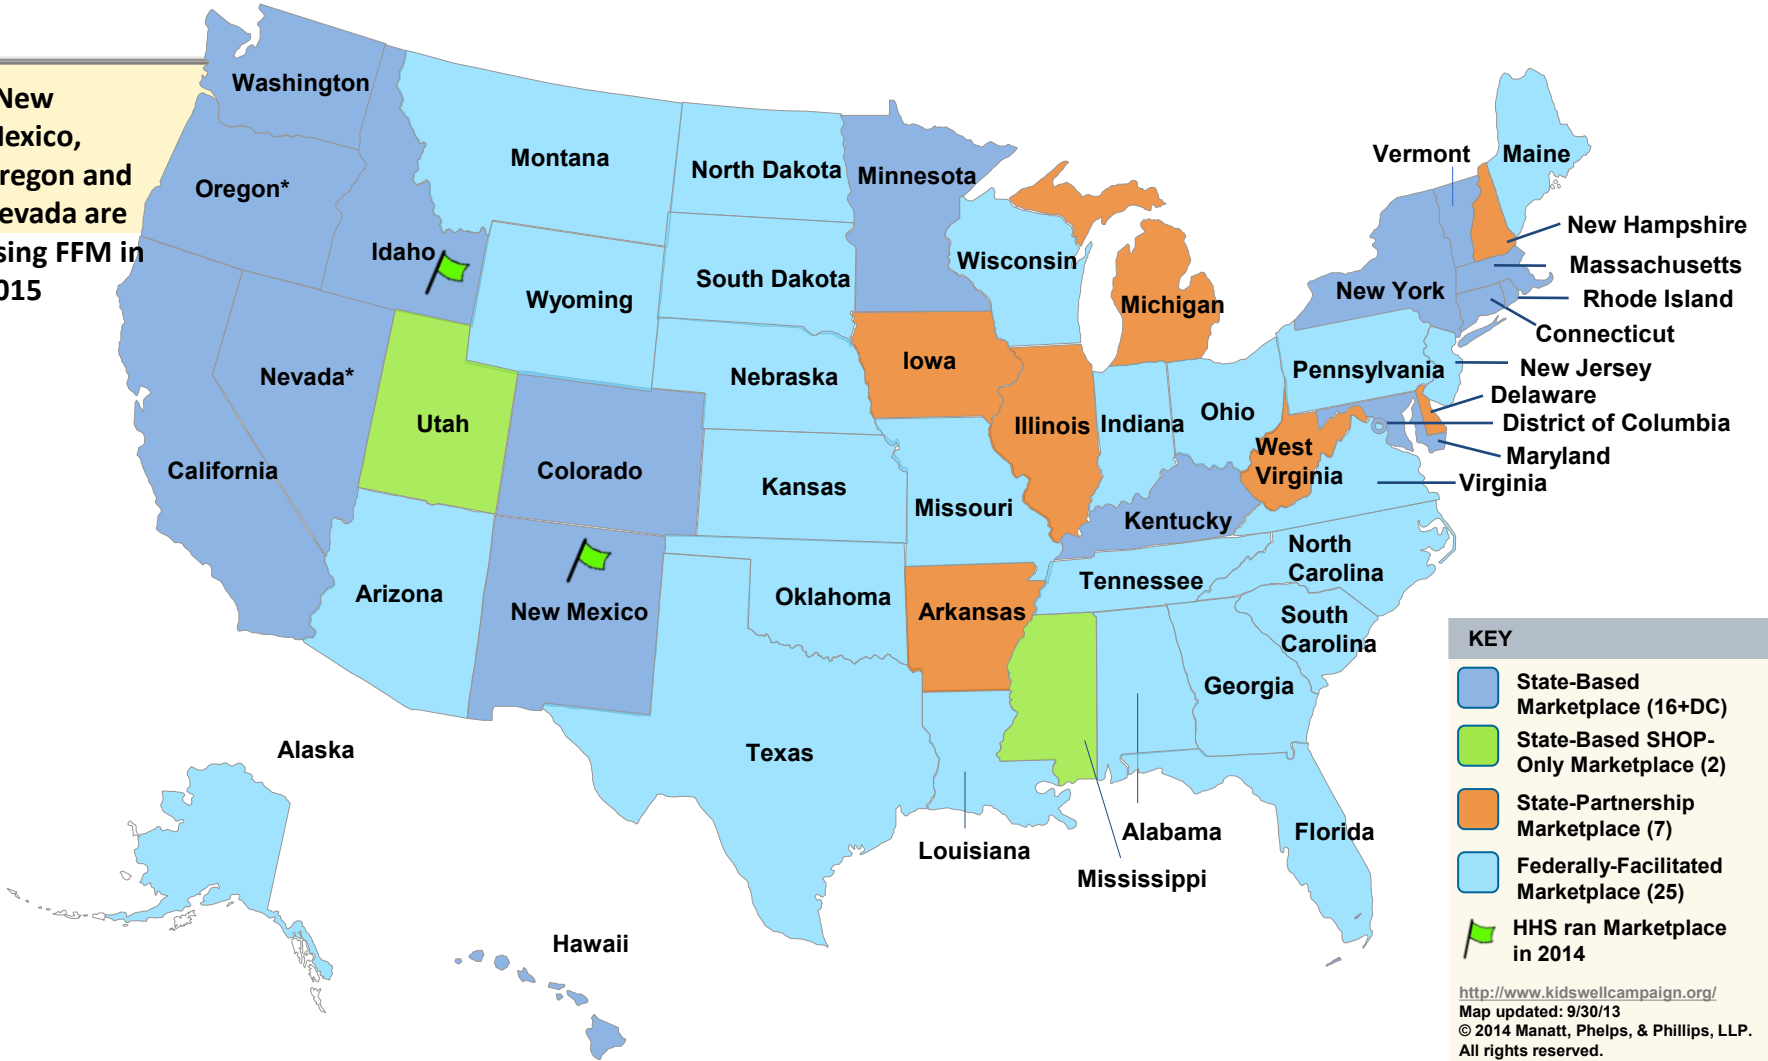 New
Mexico,
regon and
evada are
sing FFM in
015
Washington
Oregon*
Idaho
Montana
North Dakota
Minnesota
Vermont
Maine
New Hampshire
Massachusetts
Rhode Island
Connecticut
New Jersey
Delaware
District of Columbia
Maryland
Virginia
New York
Pennsylvania
Wisconsin
Michigan
South Dakota
Wyoming
Nevada*
Utah
California
Colorado
Nebraska
Iowa
Illinois
Indiana
Ohio
West
Virginia
Kansas
Missouri
Kentucky
Tennessee
North
Carolina
South
Carolina
Arizona
New Mexico
Oklahoma
Arkansas
Georgia
Texas
Louisiana
Mississippi
Alabama
Florida
Alaska
Hawaii
KEY
State-Based
Marketplace (16+DC)
State-Based SHOP-
Only Marketplace (2)
State-Partnership
Marketplace (7)
Federally-Facilitated
Marketplace (25)
HHS ran Marketplace
in 2014
http://www.kidswellcampaign.org/
Map updated: 9/30/13
© 2014 Manatt, Phelps, & Phillips, LLP.
All rights reserved.